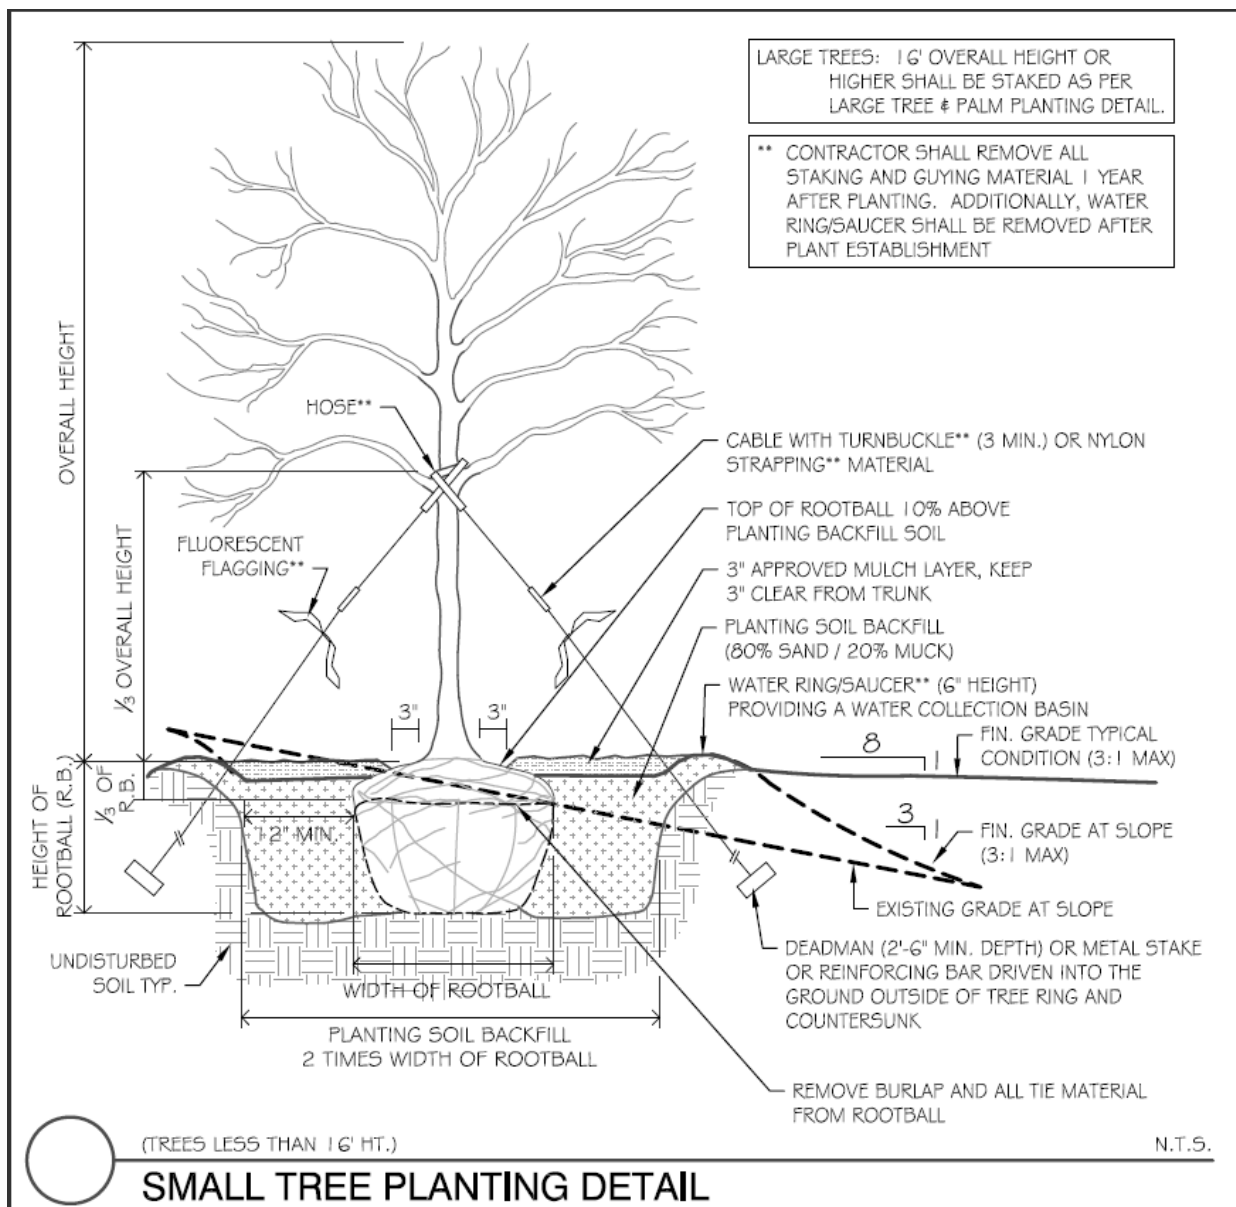 LARGE TREES: 16' OVERALL HEIGHT OR
HIGHER SHALL BE STAKED AS PER
LARGE TREE & PALM PLANTING DETAIL.
** CONTRACTOR SHALL REMOVE ALL
STAKING AND GUYING MATERIAL 1 YEAR
AFTER PLANTING. ADDITIONALLY, WATER
RING/SAUCER SHALL BE REMOVED AFTER
PLANT ESTABLISHMENT
OVERALL HEIGHT
HOSE**
1/3 OVERALL HEIGHT
FLUORESCENT
FLAGGING**
CABLE WITH TURNBUCKLE** (3 MIN.) OR NYLON
STRAPPING** MATERIAL
TOP OF ROOTBALL 10% ABOVE
PLANTING BACKFILL SOIL
3" APPROVED MULCH LAYER, KEEP
3" CLEAR FROM TRUNK
PLANTING SOIL BACKFILL
(80% SAND / 20% MUCK)
WATER RING/SAUCER** (6" HEIGHT)
PROVIDING A WATER COLLECTION BASIN
3"
3"
8
1
FIN. GRADE TYPICAL
CONDITION (3:1 MAX)
HEIGHT OF
ROOTBALL (R.B.)
1/3 OF
R.B.
12" MIN.
3
1
FIN. GRADE AT SLOPE
(3:1 MAX)
EXISTING GRADE AT SLOPE
UNDISTURBED
SOIL TYP.
DEADMAN (2'-6" MIN. DEPTH) OR METAL STAKE
OR REINFORCING BAR DRIVEN INTO THE
GROUND OUTSIDE OF TREE RING AND
COUNTERSUNK
WIDTH OF ROOTBALL
PLANTING SOIL BACKFILL
2 TIMES WIDTH OF ROOTBALL
REMOVE BURLAP AND ALL TIE MATERIAL
FROM ROOTBALL
(TREES LESS THAN 16' HT.)
N.T.S.
SMALL TREE PLANTING DETAIL